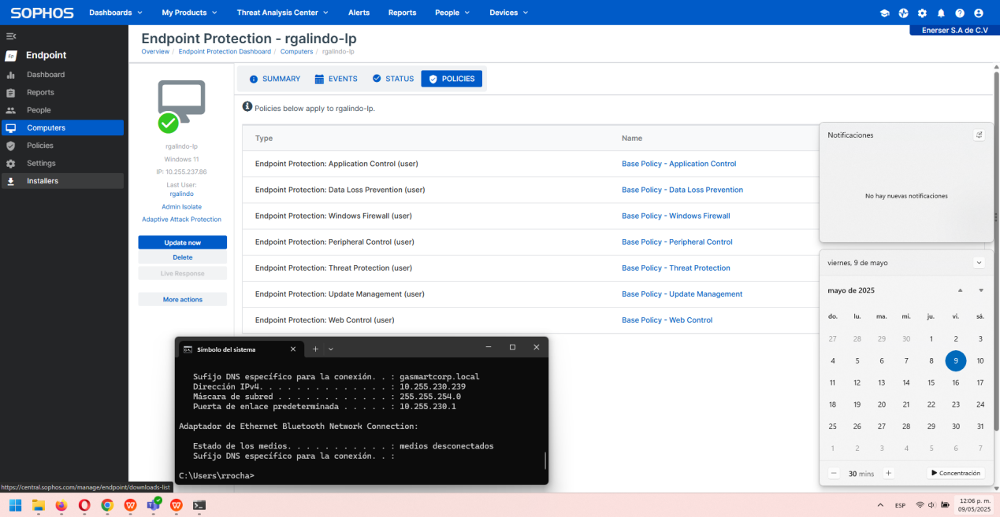 SOPHOS Dashboards My Products Threat Analysis Center Alerts Reports People Devices
Enerser S.A de C.V
Endpoint Protection - rgalindo-lp
Overview / Endpoint Protection Dashboard / Computers / rgalindo-lp
Ep Endpoint
Dashboard
Reports
People
Computers
Policies
Settings
Installers
rgalindo-lp
Windows 11
IP: 10.255.237.86
Last User:
rgalindo
Admin Isolate
Adaptive Attack Protection
Update now
Delete
Live Response
More actions
SUMMARY EVENTS STATUS POLICIES
Policies below apply to rgalindo-lp.
Type Name
Endpoint Protection: Application Control (user) Base Policy - Application Control
Endpoint Protection: Data Loss Prevention (user) Base Policy - Data Loss Prevention
Endpoint Protection: Windows Firewall (user) Base Policy - Windows Firewall
Endpoint Protection: Peripheral Control (user) Base Policy - Peripheral Control
Endpoint Protection: Threat Protection (user) Base Policy - Threat Protection
Endpoint Protection: Update Management (user) Base Policy - Update Management
Endpoint Protection: Web Control (user) Base Policy - Web Control
Símbolo del sistema
Sufijo DNS específico para la conexión. . : gasmartcorp.local
Dirección IPv4. . . . . . . . . . . . . . : 10.255.230.239
Máscara de subred . . . . . . . . . . . . : 255.255.254.0
Puerta de enlace predeterminada . . . . . : 10.255.230.1
Adaptador de Ethernet Bluetooth Network Connection:
Estado de los medios. . . . . . . . . . . : medios desconectados
Sufijo DNS específico para la conexión. . :
C:\Users\rrocha>
Notificaciones
No hay nuevas notificaciones
viernes, 9 de mayo
mayo de 2025
do. lu. ma. mi. ju. vi. sá.
27 28 29 30 1 2 3
4 5 6 7 8 9 10
11 12 13 14 15 16 17
18 19 20 21 22 23 24
25 26 27 28 29 30 31
1 2 3 4 5 6 7
30 mins Concentración
https://central.sophos.com/manage/endpoint/downloads-list
ESP
12:06 p. m.
09/05/2025